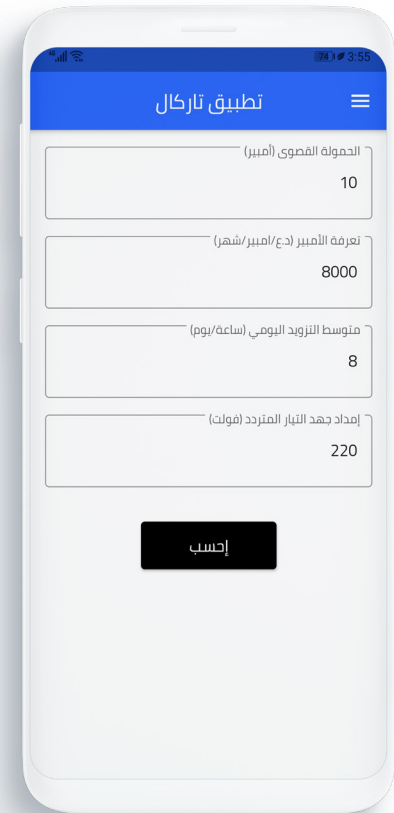 74 3:55
تطبيق تاركال
الحمولة القصوى (أمبير)
10
تعرفة الأمبير (د.ع/امبير/شهر)
8000
متوسط التزويد اليومي (ساعة/يوم)
8
إمداد جهد التيار المتردد (فولت)
220
إحسب